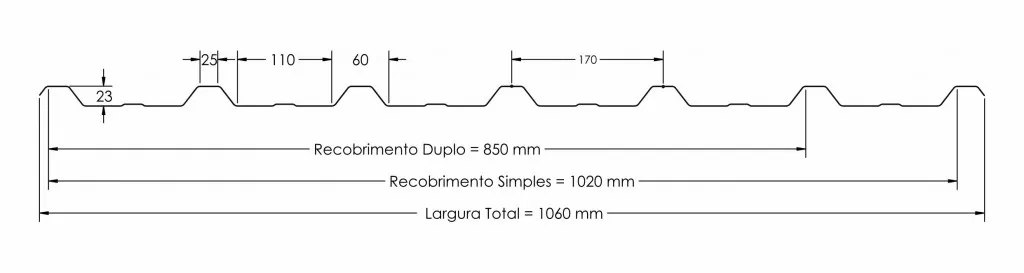 25
110
60
170
23
Recobrimento Duplo = 850 mm
Recobrimento Simples = 1020 mm
Largura Total = 1060 mm